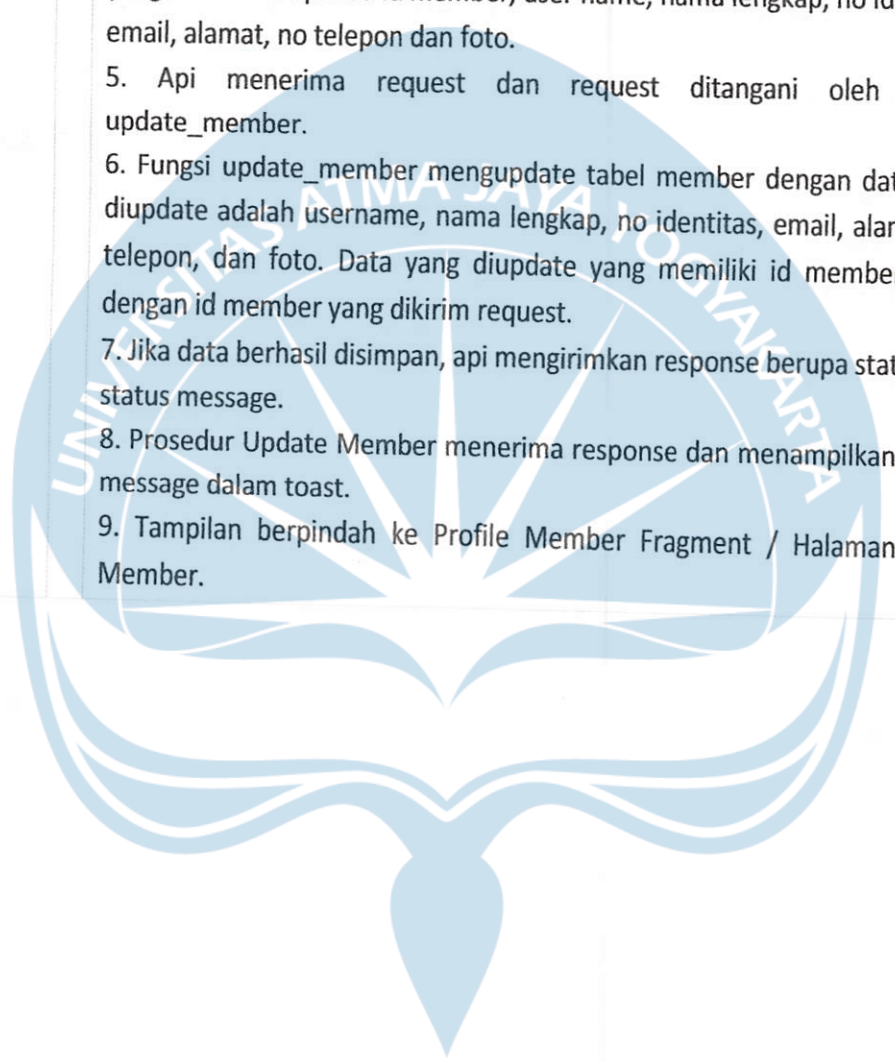 email, alamat, no telepon dan foto.
5. Api menerima request dan request ditangani oleh
update_member.
6. Fungsi update_member mengupdate tabel member dengan dat
diupdate adalah username, nama lengkap, no identitas, email, alar
telepon, dan foto. Data yang diupdate yang memiliki id membe
dengan id member yang dikirim request.
7. Jika data berhasil disimpan, api mengirimkan response berupa stat
status message.
8. Prosedur Update Member menerima response dan menampilkan
message dalam toast.
9. Tampilan berpindah ke Profile Member Fragment / Halaman
Member.
UNIVERSITAS ATMA JAYA YOGYAKARTA